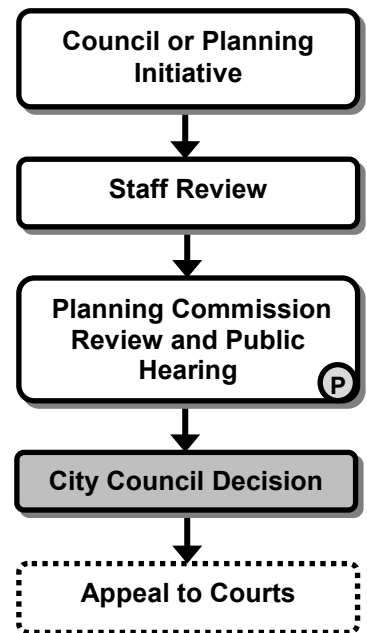 Council or Planning
Initiative
Staff Review
Planning Commission
Review and Public
Hearing
P
City Council Decision
Appeal to Courts